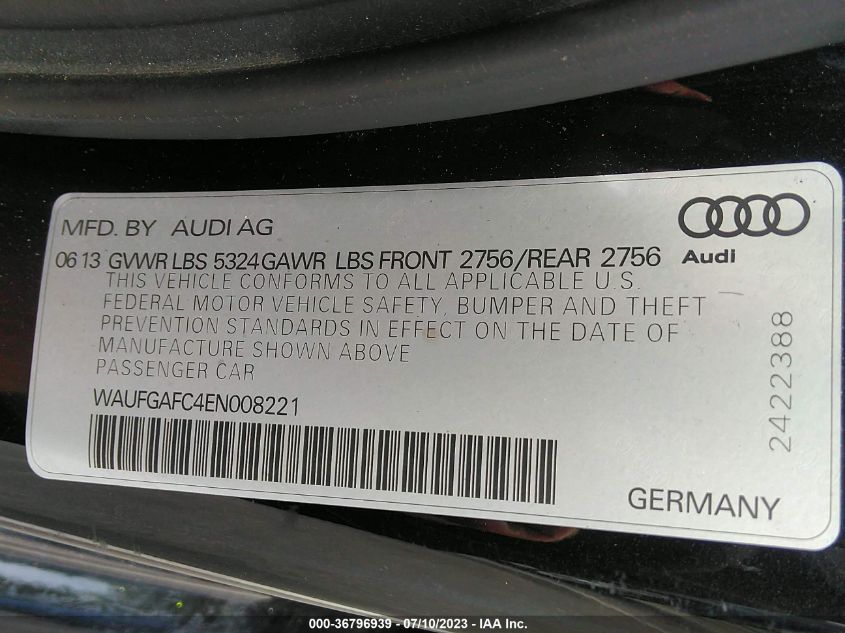 MFD. BY AUDI AG
06 13 GVWR LBS 5324 GAWR LBS FRONT 2756/REAR 2756
Audi
THIS VEHICLE CONFORMS TO ALL APPLICABLE U.S.
FEDERAL MOTOR VEHICLE SAFETY, BUMPER AND THEFT
PREVENTION STANDARDS IN EFFECT ON THE DATE OF
MANUFACTURE SHOWN ABOVE
PASSENGER CAR
WAUFGAFC4EN008221
2422388
GERMANY
000-36796939 - 07/10/2023 - IAA Inc.